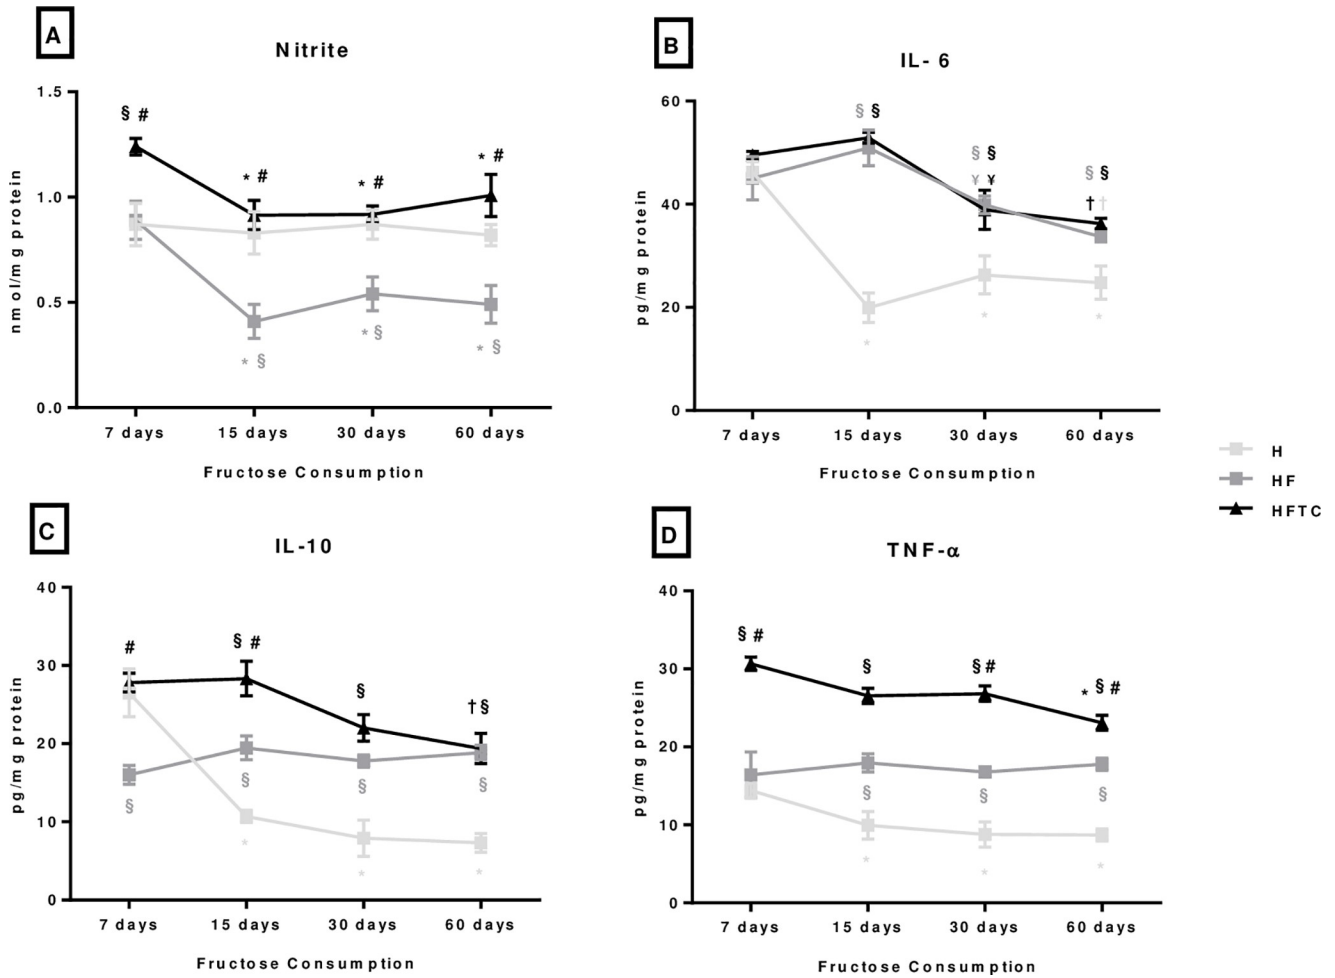 A
Nitrite
1.5
§ #
* #
* #
* #
1.0
nmol/mg protein
0.5
* §
* §
* §
0.0
7 days 15 days 30 days 60 days
Fructose Consumption
B
IL- 6
60
§ §
§ §
¥ ¥
§ §
† †
40
pg/mg protein
20
*
*
*
0
7 days 15 days 30 days 60 days
Fructose Consumption
H
HF
HFTC
C
IL-10
40
#
§ #
§
†§
30
pg/mg protein
20
§
§
§
§
10
*
*
*
0
7 days 15 days 30 days 60 days
Fructose Consumption
D
TNF-α
40
§ #
§
§ #
* § #
30
pg/mg protein
20
§
§
§
10
*
*
*
0
7 days 15 days 30 days 60 days
Fructose Consumption